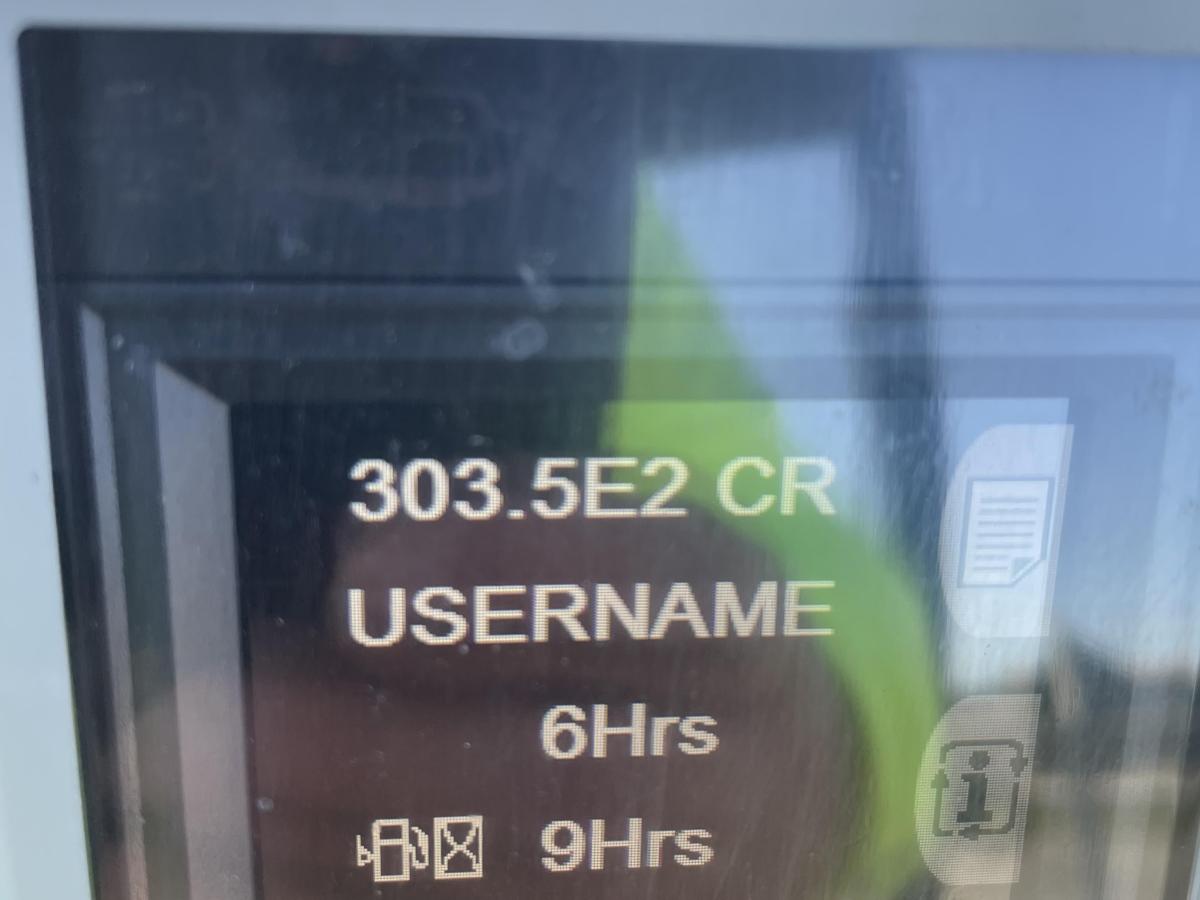 303.5E2 CR
USERNAME
6Hrs
9Hrs